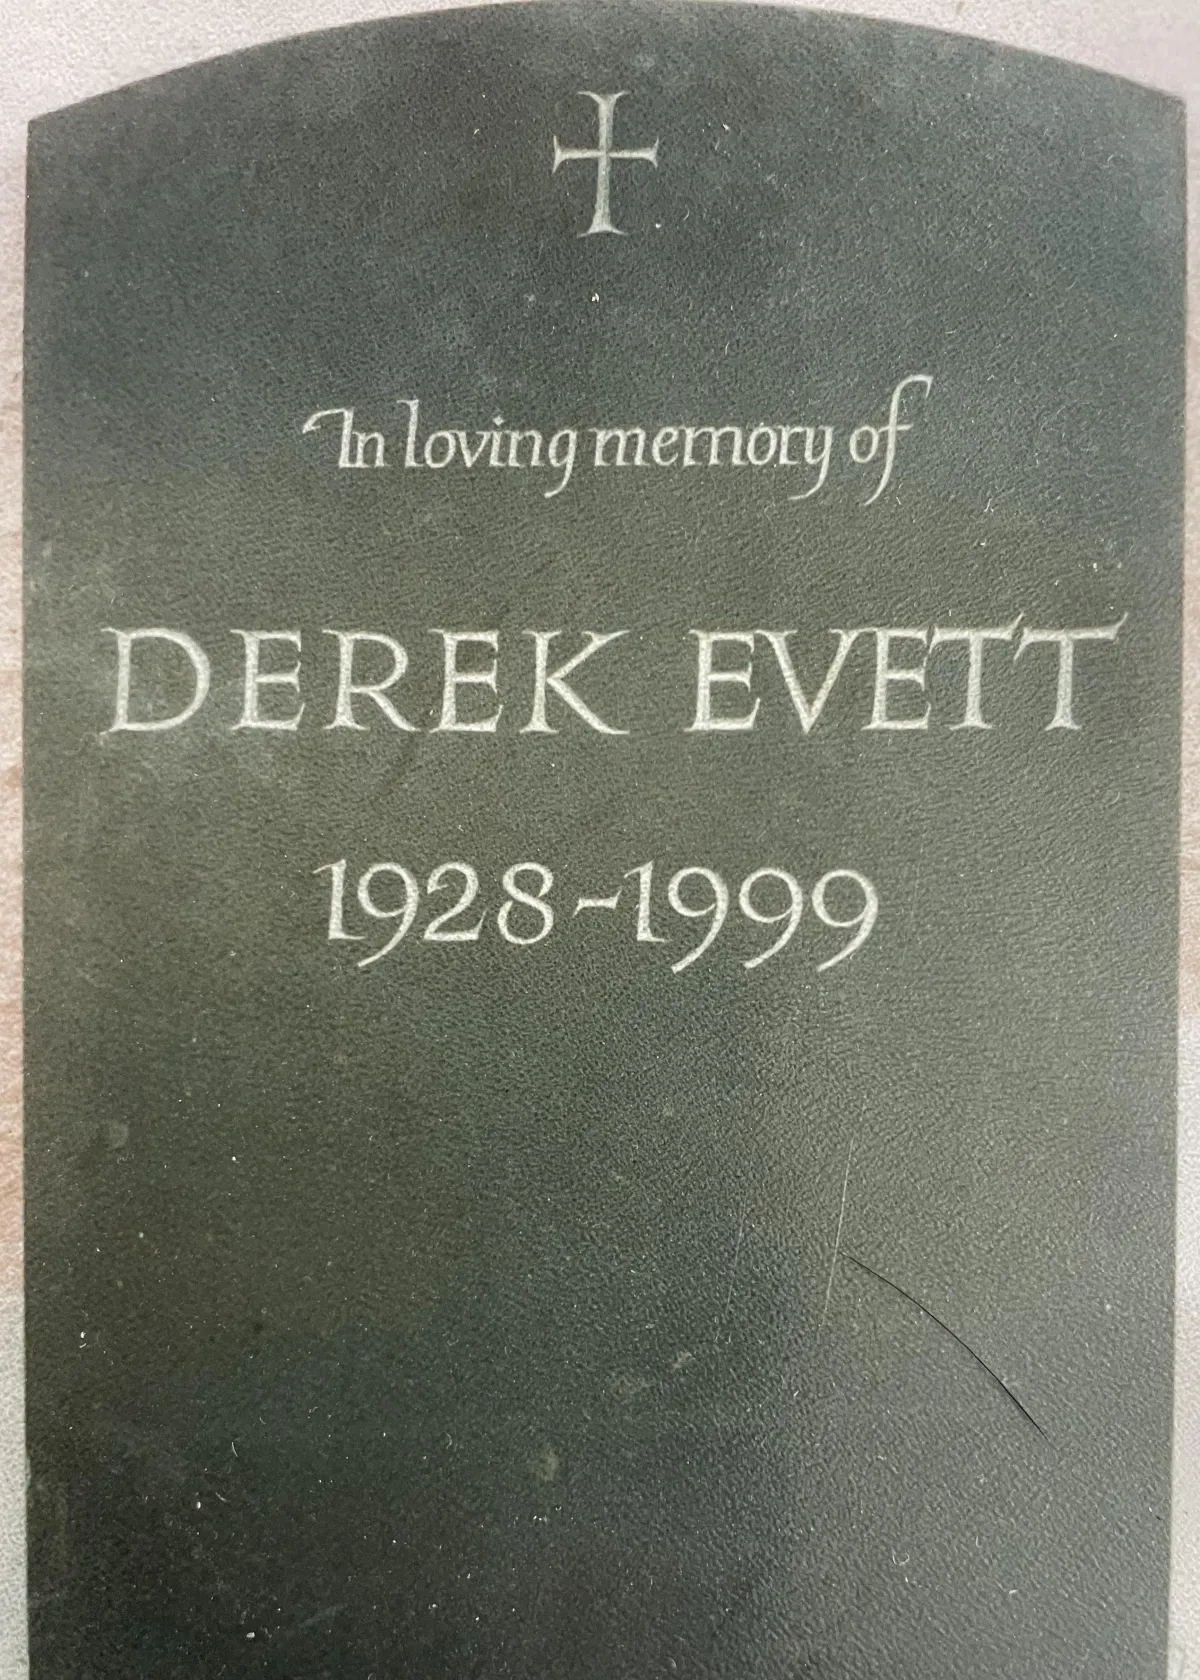 In loving memory of
DEREK EVETT
1928-1999